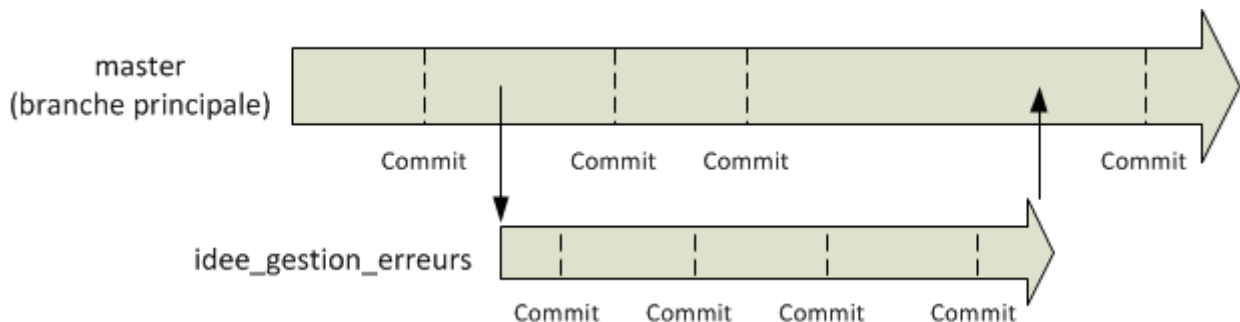 master
(branche principale)
Commit Commit Commit Commit
idee_gestion_erreurs
Commit Commit Commit Commit